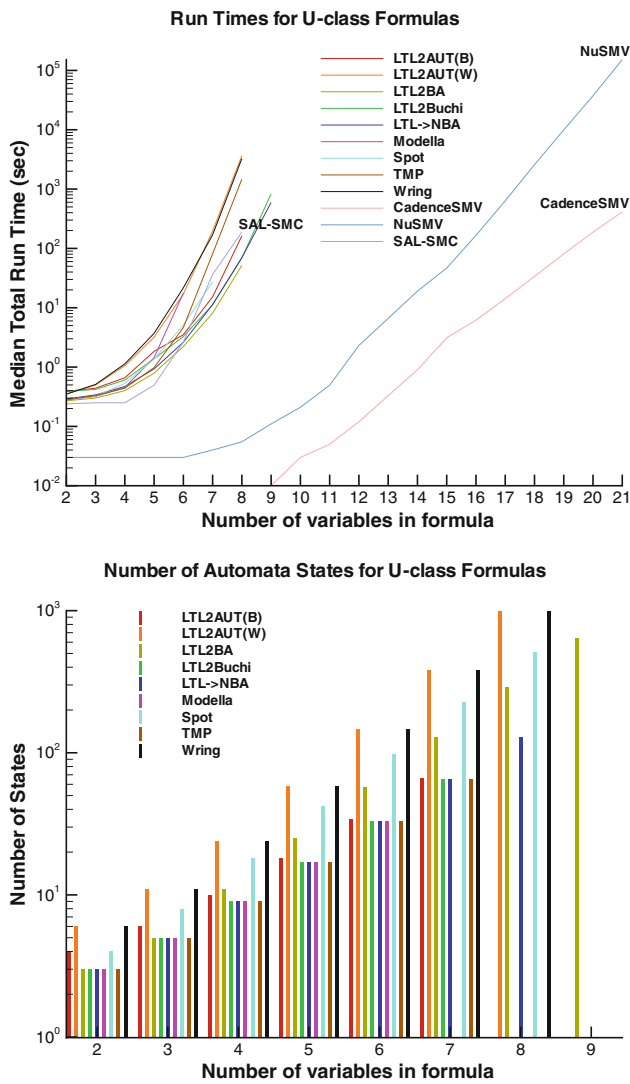 Run Times for U-class Formulas
Median Total Run Time (sec)
10^5
10^4
10^3
10^2
10^1
10^0
10^-1
10^-2
LTL2AUT(B)
LTL2AUT(W)
LTL2BA
LTL2Buchi
LTL->NBA
Modella
Spot
TMP
Wring
CadenceSMV
NuSMV
SAL-SMC
NuSMV
CadenceSMV
SAL-SMC
2 3 4 5 6 7 8 9 10 11 12 13 14 15 16 17 18 19 20 21
Number of variables in formula
Number of Automata States for U-class Formulas
Number of States
10^3
10^2
10^1
10^0
LTL2AUT(B)
LTL2AUT(W)
LTL2BA
LTL2Buchi
LTL->NBA
Modella
Spot
TMP
Wring
2 3 4 5 6 7 8 9
Number of variables in formula